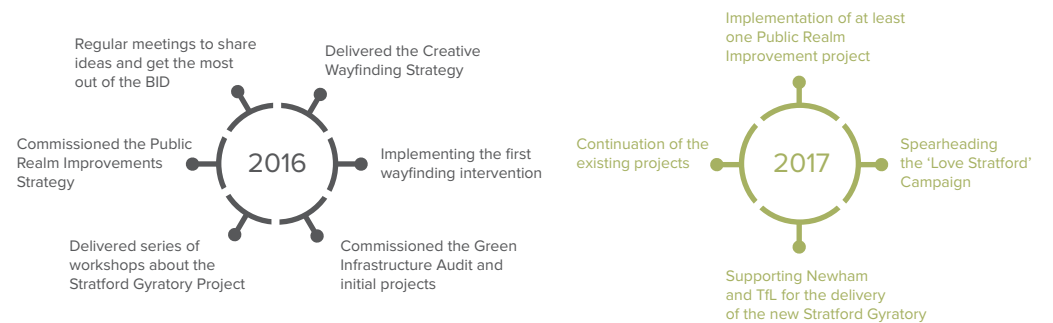 Regular meetings to share
ideas and get the most
out of the BID
Delivered the Creative
Wayfinding Strategy
Commissioned the Public
Realm Improvements
Strategy
2016
Implementing the first
wayfinding intervention
Delivered series of
workshops about the
Stratford Gyratory Project
Commissioned the Green
Infrastructure Audit and
initial projects
Implementation of at least
one Public Realm
Improvement project
Continuation of the
existing projects
2017
Spearheading
the ‘Love Stratford’
Campaign
Supporting Newham
and TfL for the delivery
of the new Stratford Gyratory